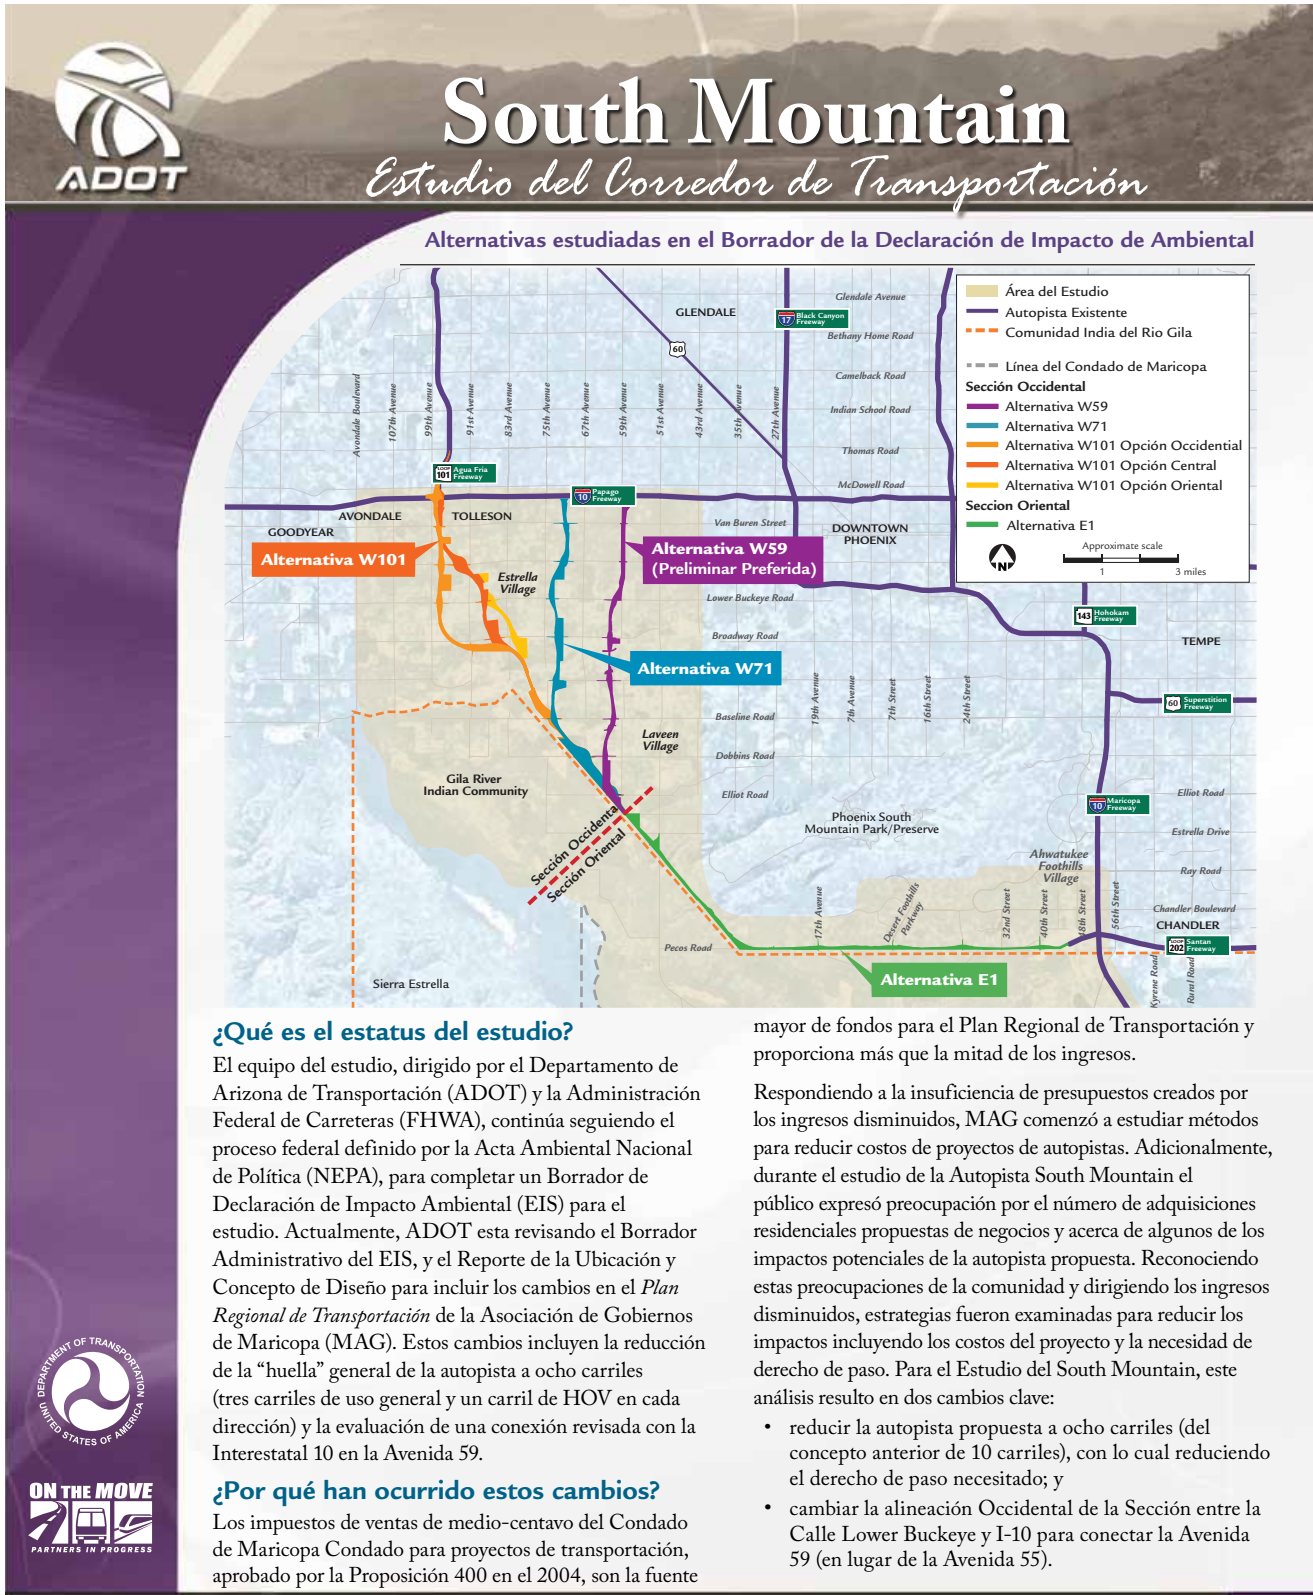 ADOT
South Mountain
Estudio del Corredor de Transportación
Alternativas estudiadas en el Borrador de la Declaración de Impacto de Ambiental
Área del Estudio
Autopista Existente
Comunidad India del Rio Gila
Línea del Condado de Maricopa
Sección Occidental
Alternativa W59
Alternativa W71
Alternativa W101 Opción Occidential
Alternativa W101 Opción Central
Alternativa W101 Opción Oriental
Seccion Oriental
Alternativa E1
N
Approximate scale
1
3 miles
GLENDALE
17
Black Canyon
Freeway
60
Glendale Avenue
Bethany Home Road
Camelback Road
Indian School Road
Thomas Road
McDowell Road
Avondale Boulevard
107th Avenue
99th Avenue
91st Avenue
83rd Avenue
75th Avenue
67th Avenue
59th Avenue
51st Avenue
43rd Avenue
35th Avenue
27th Avenue
LOOP
101
Agua Fria
Freeway
10
Papago
Freeway
AVONDALE
TOLLESON
GOODYEAR
Van Buren Street
DOWNTOWN
PHOENIX
Alternativa W101
Alternativa W59
(Preliminar Preferida)
Estrella
Village
Lower Buckeye Road
Broadway Road
143
Hohokam
Freeway
TEMPE
Alternativa W71
19th Avenue
7th Avenue
7th Street
16th Street
24th Street
60
Superstition
Freeway
Baseline Road
Laveen
Village
Dobbins Road
Gila River
Indian Community
Elliot Road
10
Maricopa
Freeway
Elliot Road
Phoenix South
Mountain Park/Preserve
Estrella Drive
Sección Occidenta
Sección Oriental
Ahwatukee
Foothills
Village
Ray Road
17th Avenue
Desert Foothills
Parkway
32nd Street
40th Street
48th Street
56th Street
Chandler Boulevard
CHANDLER
Pecos Road
LOOP
202
Santan
Freeway
Alternativa E1
Kyrene Road
Rural Road
Sierra Estrella
¿Qué es el estatus del estudio?
El equipo del estudio, dirigido por el Departamento de
Arizona de Transportación (ADOT) y la Administración
Federal de Carreteras (FHWA), continúa seguiendo el
proceso federal definido por la Acta Ambiental Nacional
de Política (NEPA), para completar un Borrador de
Declaración de Impacto Ambiental (EIS) para el
estudio. Actualmente, ADOT esta revisando el Borrador
Administrativo del EIS, y el Reporte de la Ubicación y
Concepto de Diseño para incluir los cambios en el Plan
Regional de Transportación de la Asociación de Gobiernos
de Maricopa (MAG). Estos cambios incluyen la reducción
de la “huella” general de la autopista a ocho carriles
(tres carriles de uso general y un carril de HOV en cada
dirección) y la evaluación de una conexión revisada con la
Interestatal 10 en la Avenida 59.
¿Por qué han ocurrido estos cambios?
Los impuestos de ventas de medio-centavo del Condado
de Maricopa Condado para proyectos de transportación,
aprobado por la Proposición 400 en el 2004, son la fuente
mayor de fondos para el Plan Regional de Transportación y
proporciona más que la mitad de los ingresos.
Respondiendo a la insuficiencia de presupuestos creados por
los ingresos disminuidos, MAG comenzó a estudiar métodos
para reducir costos de proyectos de autopistas. Adicionalmente,
durante el estudio de la Autopista South Mountain el
público expresó preocupación por el número de adquisiciones
residenciales propuestas de negocios y acerca de algunos de los
impactos potenciales de la autopista propuesta. Reconociendo
estas preocupaciones de la comunidad y dirigiendo los ingresos
disminuidos, estrategias fueron examinadas para reducir los
impactos incluyendo los costos del proyecto y la necesidad de
derecho de paso. Para el Estudio del South Mountain, este
análisis resulto en dos cambios clave:
• reducir la autopista propuesta a ocho carriles (del
concepto anterior de 10 carriles), con lo cual reduciendo
el derecho de paso necesitado; y
• cambiar la alineación Occidental de la Sección entre la
Calle Lower Buckeye y I-10 para conectar la Avenida
59 (en lugar de la Avenida 55).
DEPARTMENT OF TRANSPORTATION
UNITED STATES OF AMERICA
ON THE MOVE
PARTNERS IN PROGRESS